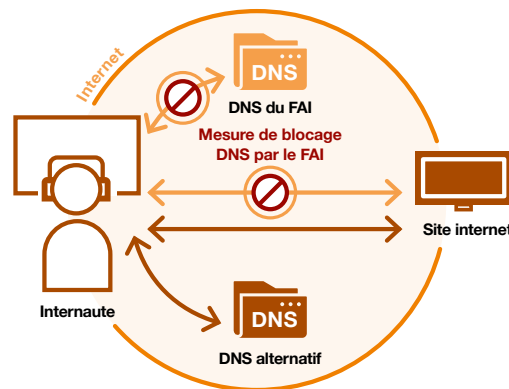 Internet
DNS
DNS du FAI
Mesure de blocage
DNS par le FAI
Site internet
Internaute
DNS
DNS alternatif